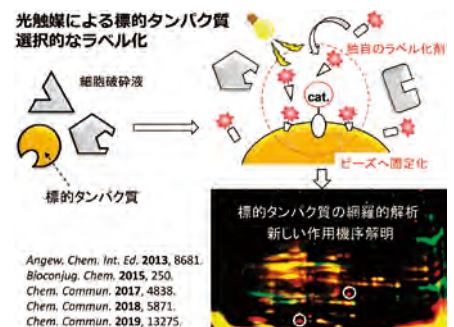 光触媒による標的タンパク質
選択的なラベル化
細胞破砕液
標的タンパク質
独自のラベル化剤
cat.
ビーズへ固定化
標的タンパク質の網羅的解析
新しい作用機序解明
Angew. Chem. Int. Ed. 2013, 8681.
Bioconjug. Chem. 2015, 250.
Chem. Commun. 2017, 4838.
Chem. Commun. 2018, 5871.
Chem. Commun. 2019, 13275.